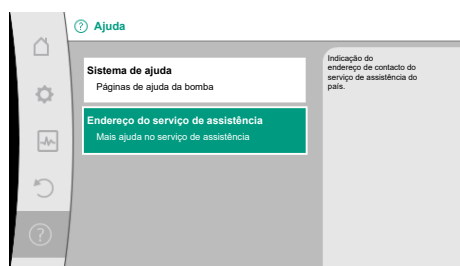 Ajuda
Sistema de ajuda
Páginas de ajuda da bomba
Endereço do serviço de assistência
Mais ajuda no serviço de assistência
Indicação do
endereço de contacto do
serviço de assistência do
país.